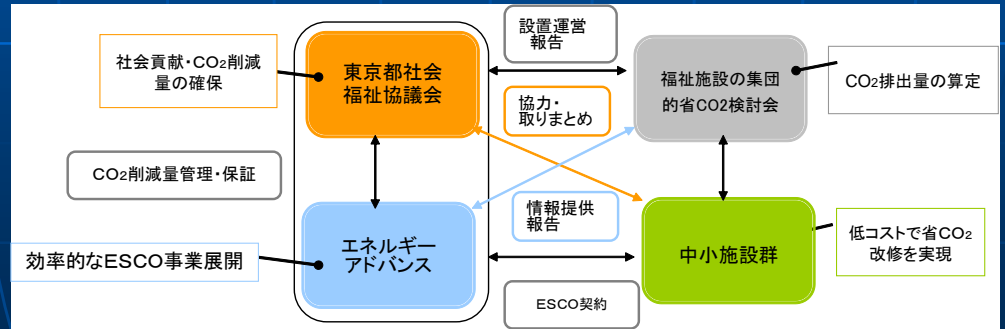 設置運営
報告
社会貢献・CO₂削減
量の確保
東京都社会
福祉協議会
福祉施設の集団
的省CO2検討会
CO₂排出量の算定
協力・
取りまとめ
CO₂削減量管理・保証
情報提供
報告
効率的なESCO事業展開
エネルギー
アドバンス
中小施設群
低コストで省CO₂
改修を実現
ESCO契約